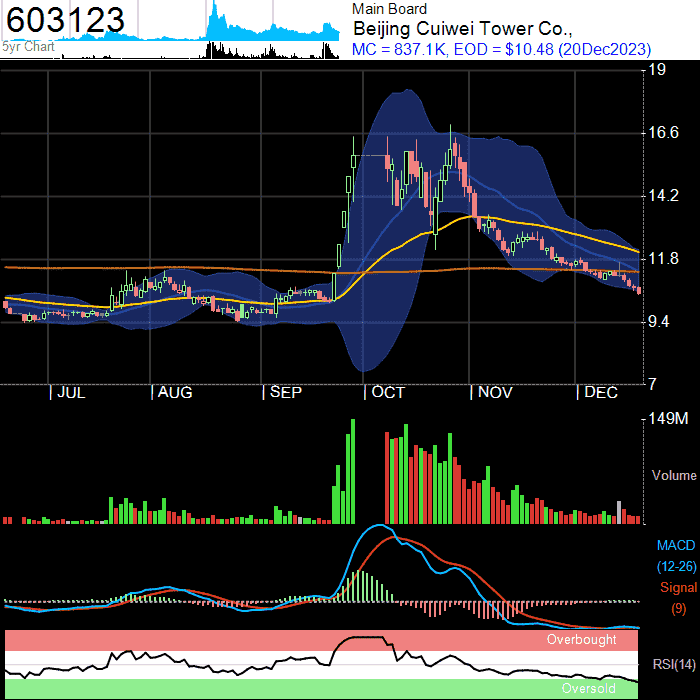 603123
5yr Chart
Main Board
Beijing Cuiwei Tower Co.,
MC = 837.1K, EOD = $10.48 (20Dec2023)
19
16.6
14.2
11.8
9.4
7
JUL
AUG
SEP
OCT
NOV
DEC
149M
Volume
MACD
(12-26)
Signal
(9)
Overbought
RSI(14)
Oversold